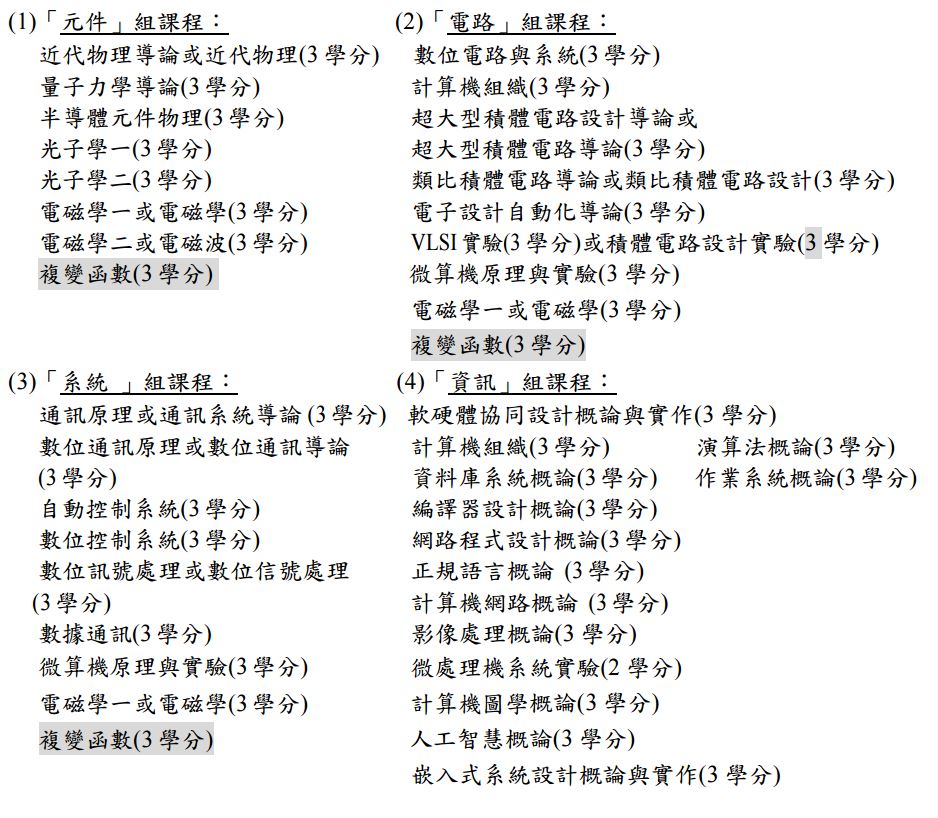 (1)「元件」組課程：
近代物理導論或近代物理(3 學分)
量子力學導論(3 學分)
半導體元件物理(3 學分)
光子學一(3 學分)
光子學二(3 學分)
電磁學一或電磁學(3 學分)
電磁學二或電磁波(3 學分)
複變函數(3 學分)
(2)「電路」組課程：
數位電路與系統(3 學分)
計算機組織(3 學分)
超大型積體電路設計導論或
超大型積體電路導論(3 學分)
類比積體電路導論或類比積體電路設計(3 學分)
電子設計自動化導論(3 學分)
VLSI 實驗(3 學分)或積體電路設計實驗(3 學分)
微算機原理與實驗(3 學分)
電磁學一或電磁學(3 學分)
複變函數(3 學分)
(3)「系統 」組課程：
通訊原理或通訊系統導論 (3 學分)
數位通訊原理或數位通訊導論
(3 學分)
自動控制系統(3 學分)
數位控制系統(3 學分)
數位訊號處理或數位信號處理
(3 學分)
數據通訊(3 學分)
微算機原理與實驗(3 學分)
電磁學一或電磁學(3 學分)
複變函數(3 學分)
(4)「資訊」組課程：
軟硬體協同設計概論與實作(3 學分)
計算機組織(3 學分) 演算法概論(3 學分)
資料庫系統概論(3 學分) 作業系統概論(3 學分)
編譯器設計概論(3 學分)
網路程式設計概論(3 學分)
正規語言概論 (3 學分)
計算機網路概論 (3 學分)
影像處理概論(3 學分)
微處理機系統實驗(2 學分)
計算機圖學概論(3 學分)
人工智慧概論(3 學分)
嵌入式系統設計概論與實作(3 學分)